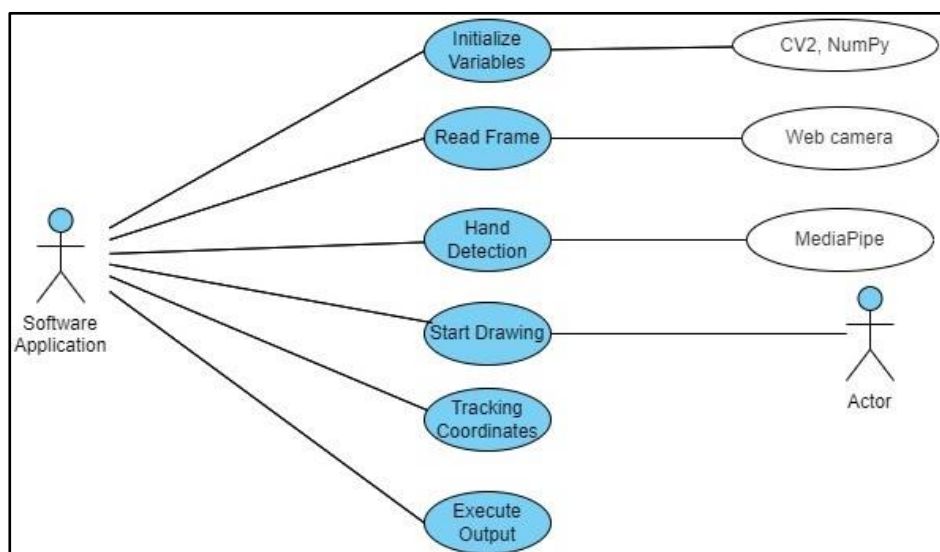 Initialize
Variables
CV2, NumPy
Read Frame
Web camera
Hand
Detection
MediaPipe
Software
Application
Start Drawing
Actor
Tracking
Coordinates
Execute
Output